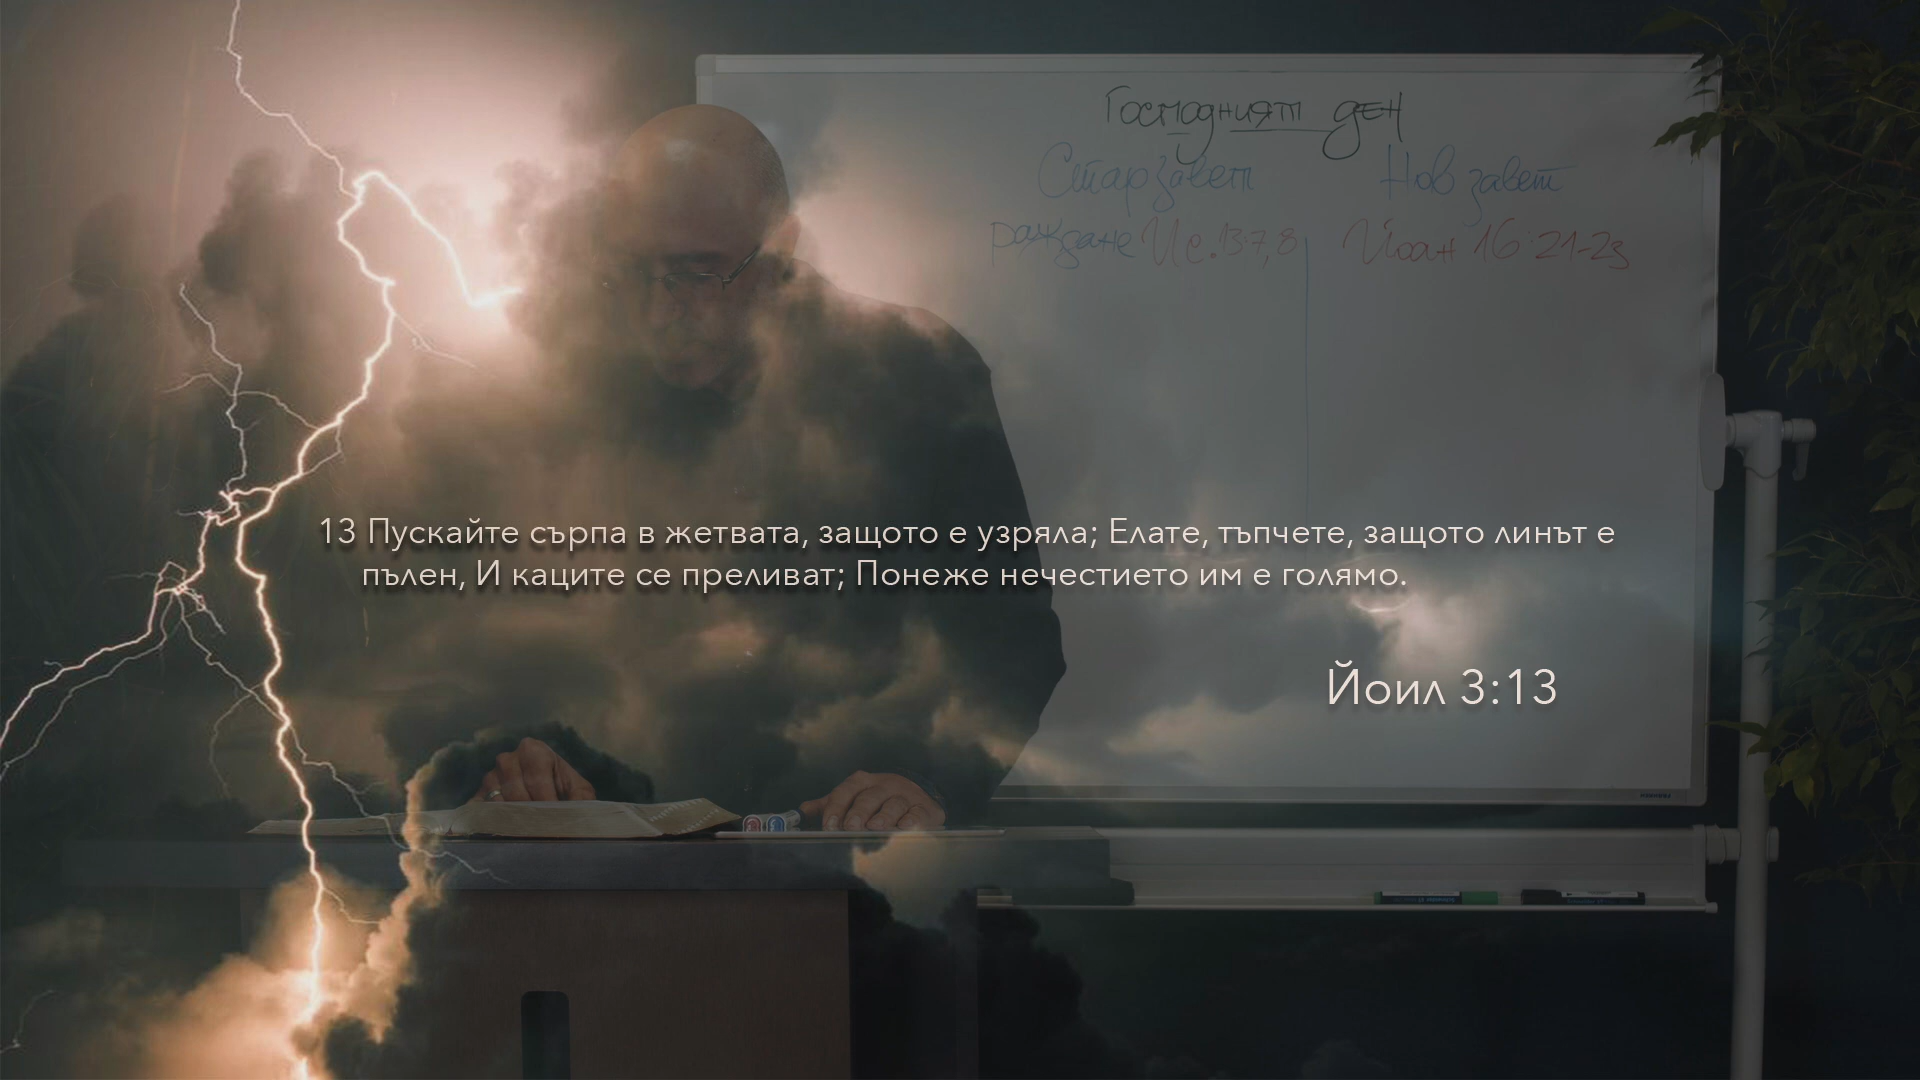 Господният ден
Стар завет Нов завет
раждане Ис. 13:7,8 Йоан 16:21-23
13 Пускайте сърпа в жетвата, защото е узряла; Елате, тъпчете, защото линът е
пълен, И каците се преливат; Понеже нечестието им е голямо.
Йоил 3:13